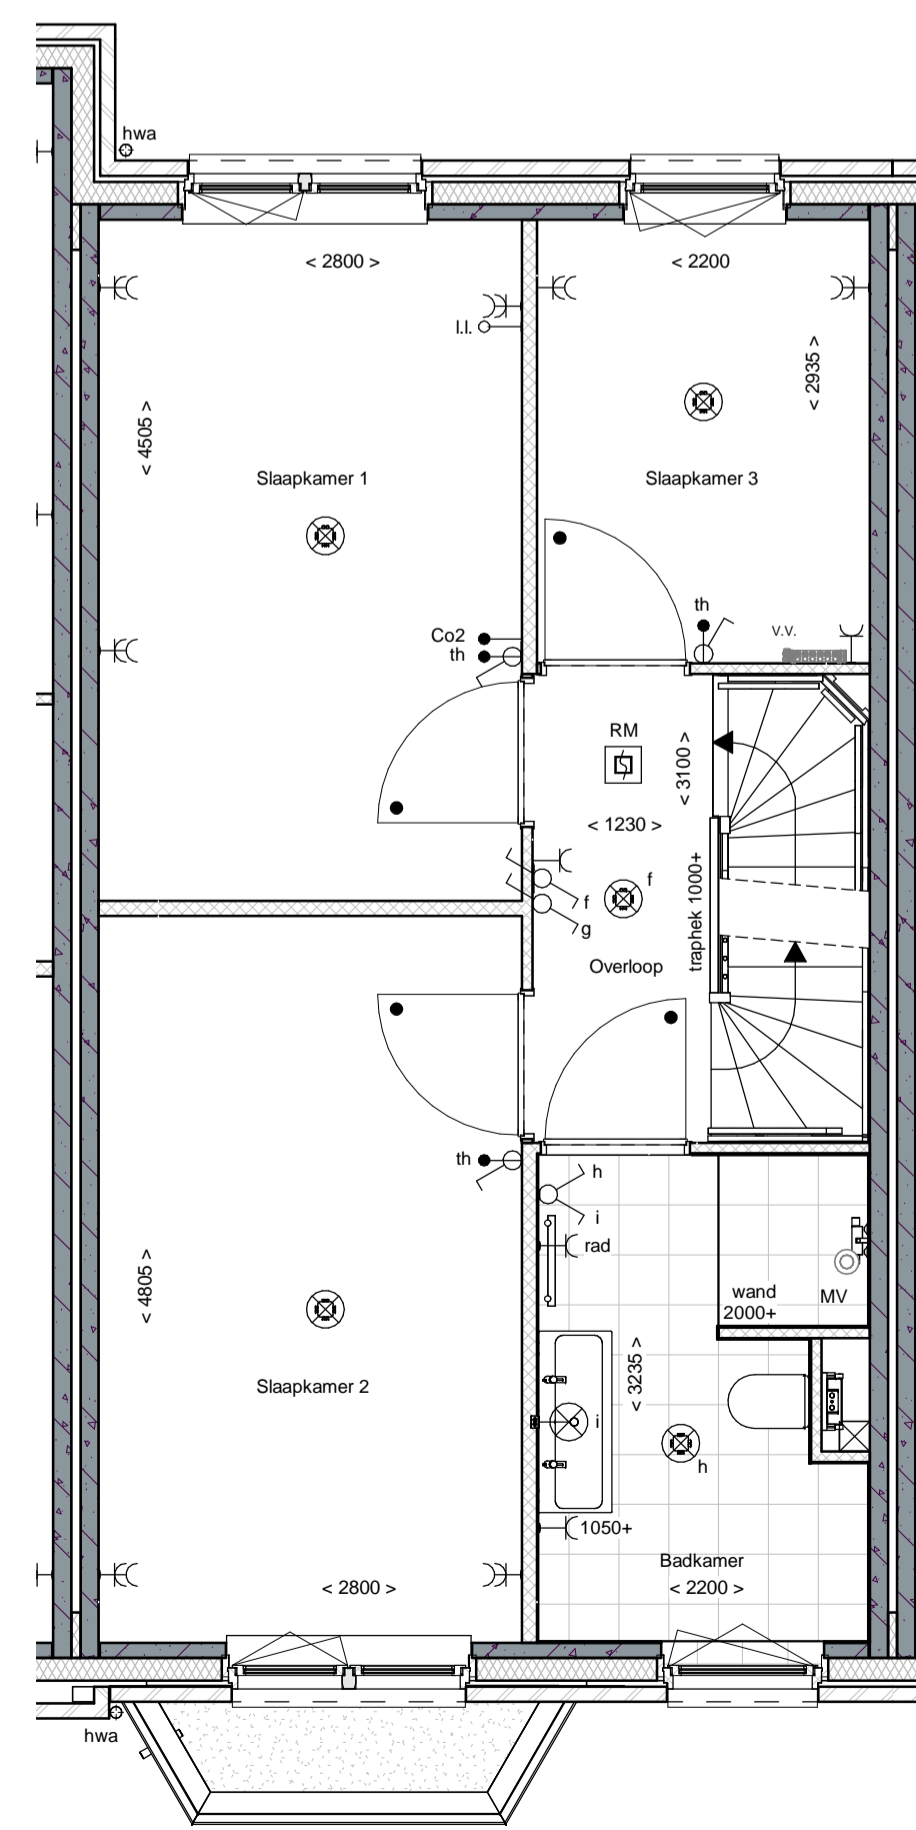 hwa
< 2800 >
< 2200
l.l.
< 2935 >
< 4505 >
Slaapkamer 1
Slaapkamer 3
th
v.v.
Co2
th
RM
< 3100 >
< 1230 >
f
f
g
traphek 1000+
Overloop
th
h
i
rad
wand
2000+
MV
< 4805 >
< 3235 >
Slaapkamer 2
i
h
1050+
Badkamer
< 2800 >
< 2200 >
hwa